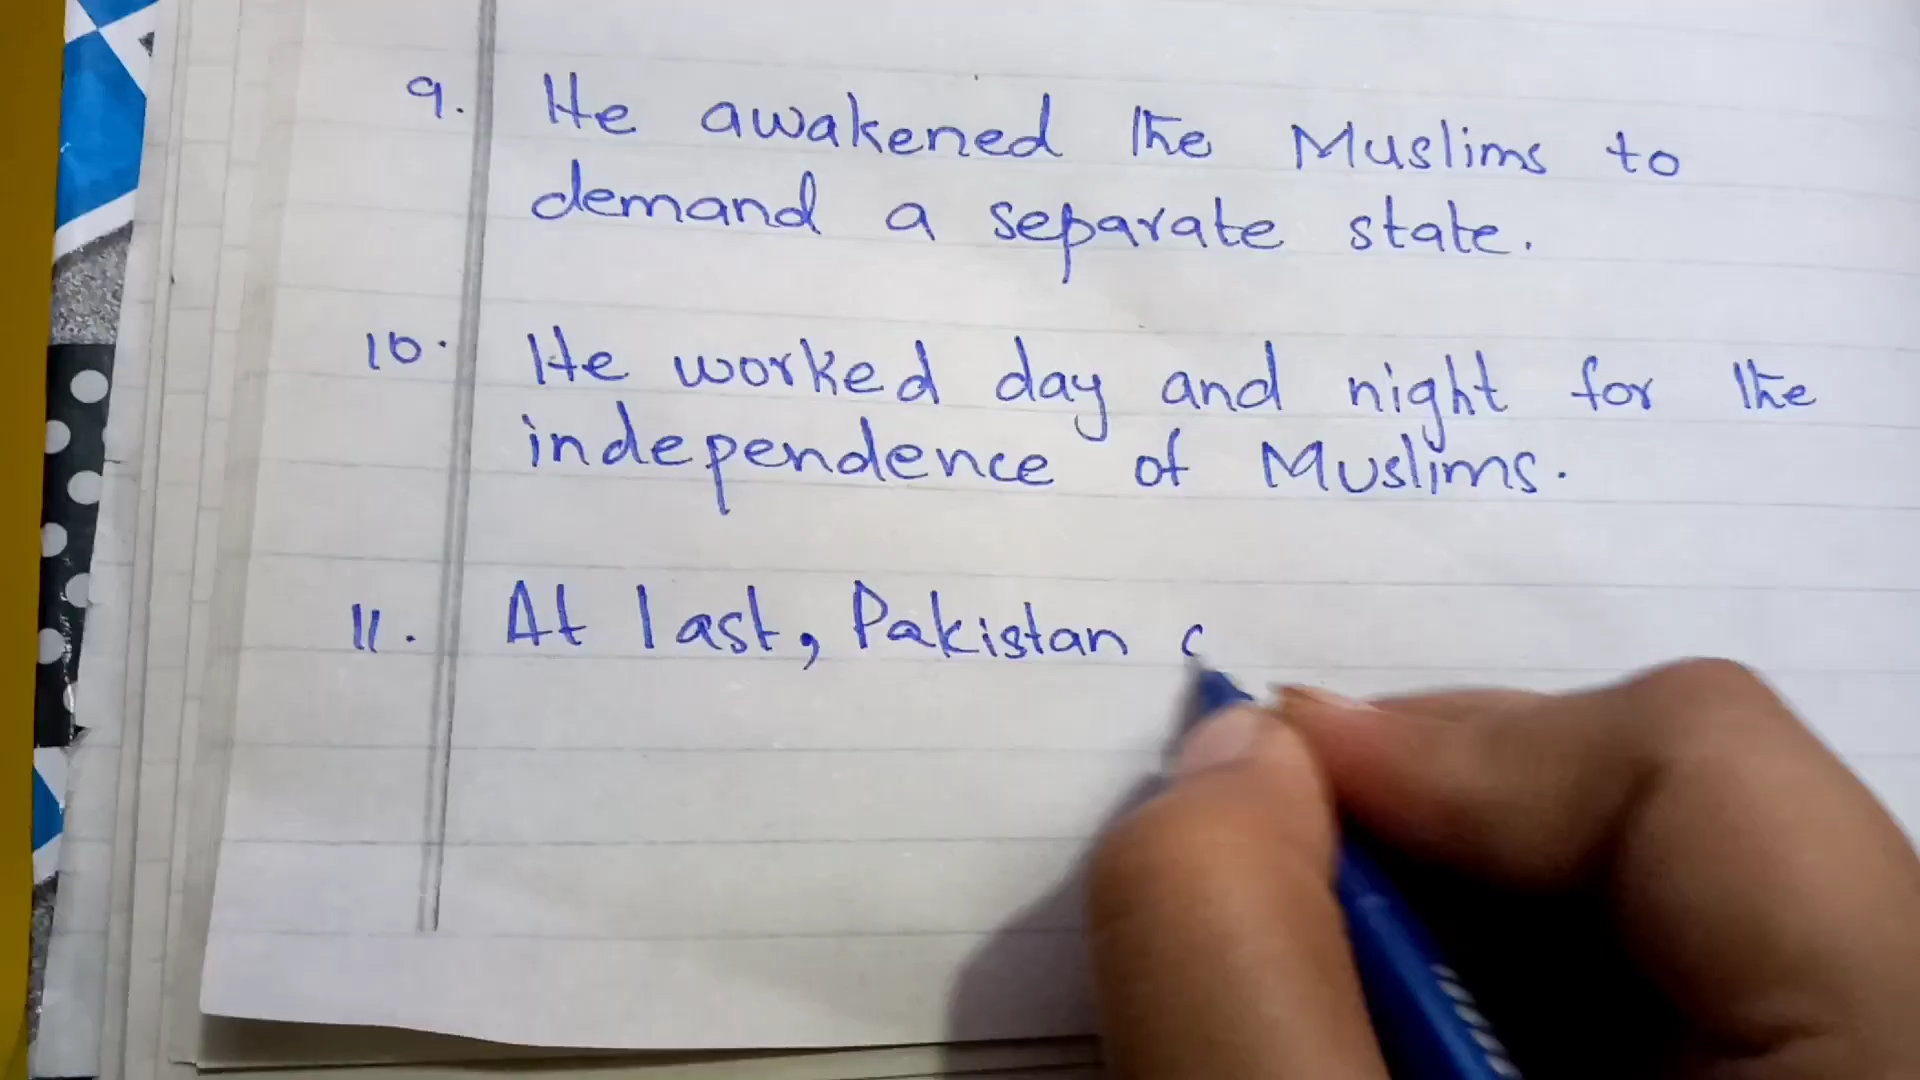 9. He awakened the Muslims to
demand a separate state.
10. He worked day and night for the
independence of Muslims.
11. At last, Pakistan c